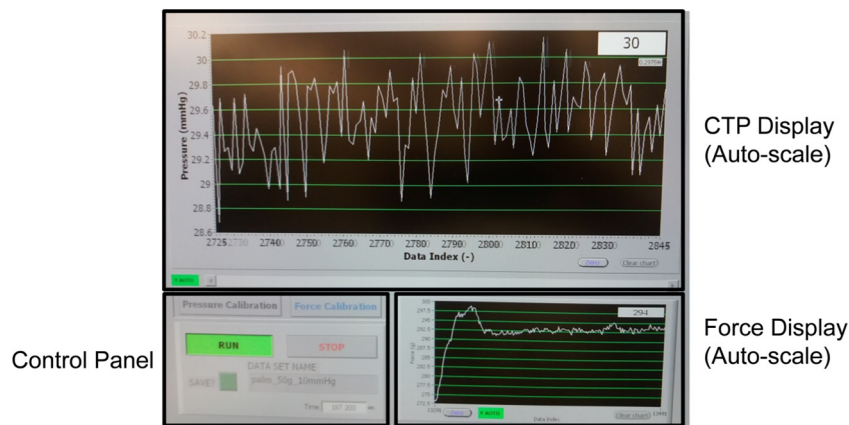 30.2
30
29.8
29.6
29.4
29.2
29
28.8
28.6
Pressure (mmHg)
30
2725 2730 2740 2750 2760 2770 2780 2790 2800 2810 2820 2830 2845
Data Index (-)
Clear chart
CTP Display
(Auto-scale)
Control Panel
Pressure Calibration
Force Calibration
RUN
STOP
DATA SET NAME
SAVE?
palm_50g_10mmHg
Time
Force (g)
294
Data Index
Clear chart
Force Display
(Auto-scale)